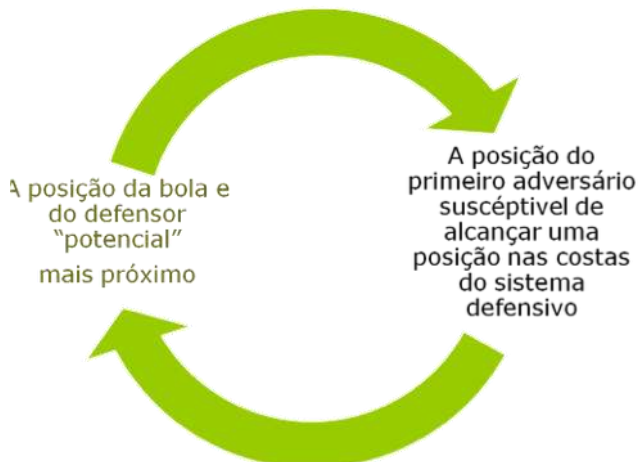 A posição da bola e
do defensor
“potencial”
mais próximo
A posição do
primeiro adversário
suscéptivel de
alcançar uma
posição nas costas
do sistema
defensivo